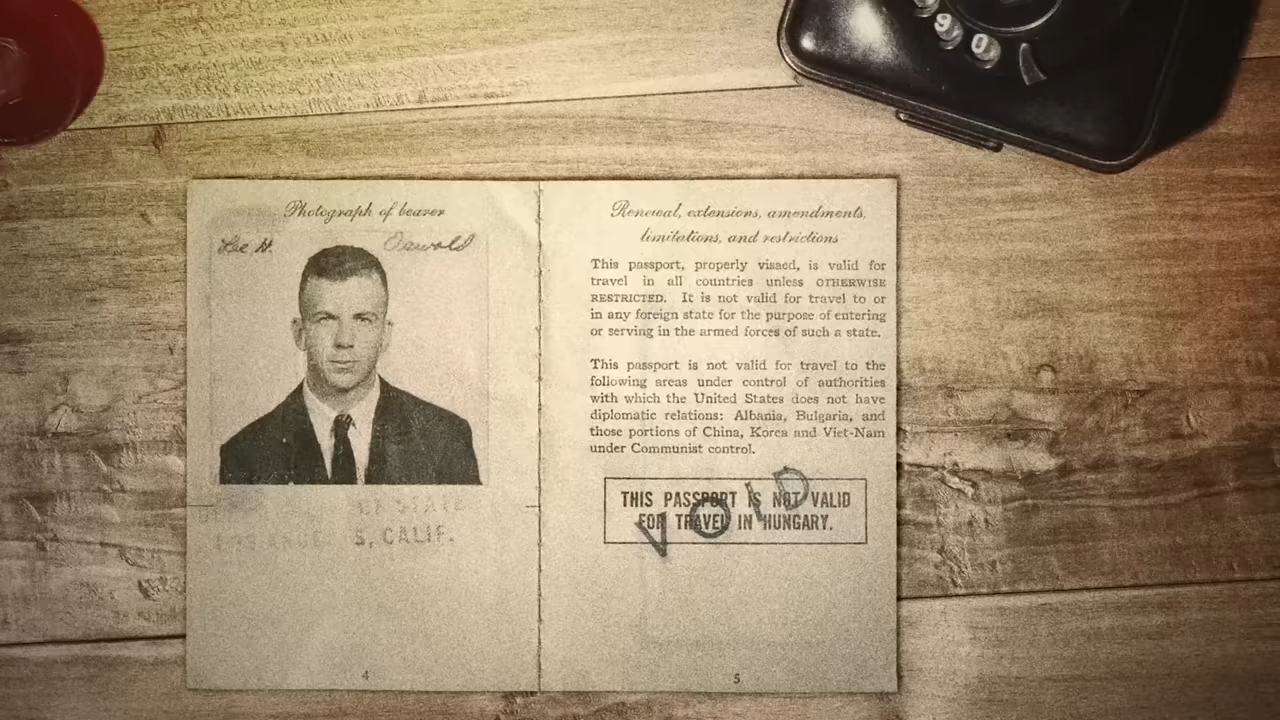 9
0
Photograph of bearer
Lee H. Oswald
OF STATE
S, CALIF.
4
Renewal, extensions, amendments,
limitations, and restrictions
This passport, properly visaed, is valid for
travel in all countries unless OTHERWISE
RESTRICTED. It is not valid for travel to or
in any foreign state for the purpose of entering
or serving in the armed forces of such a state.
This passport is not valid for travel to the
following areas under control of authorities
with which the United States does not have
diplomatic relations: Albania, Bulgaria, and
those portions of China, Korea and Viet-Nam
under Communist control.
THIS PASSPORT IS NOT VALID
FOR TRAVEL IN HUNGARY.
VOID
5